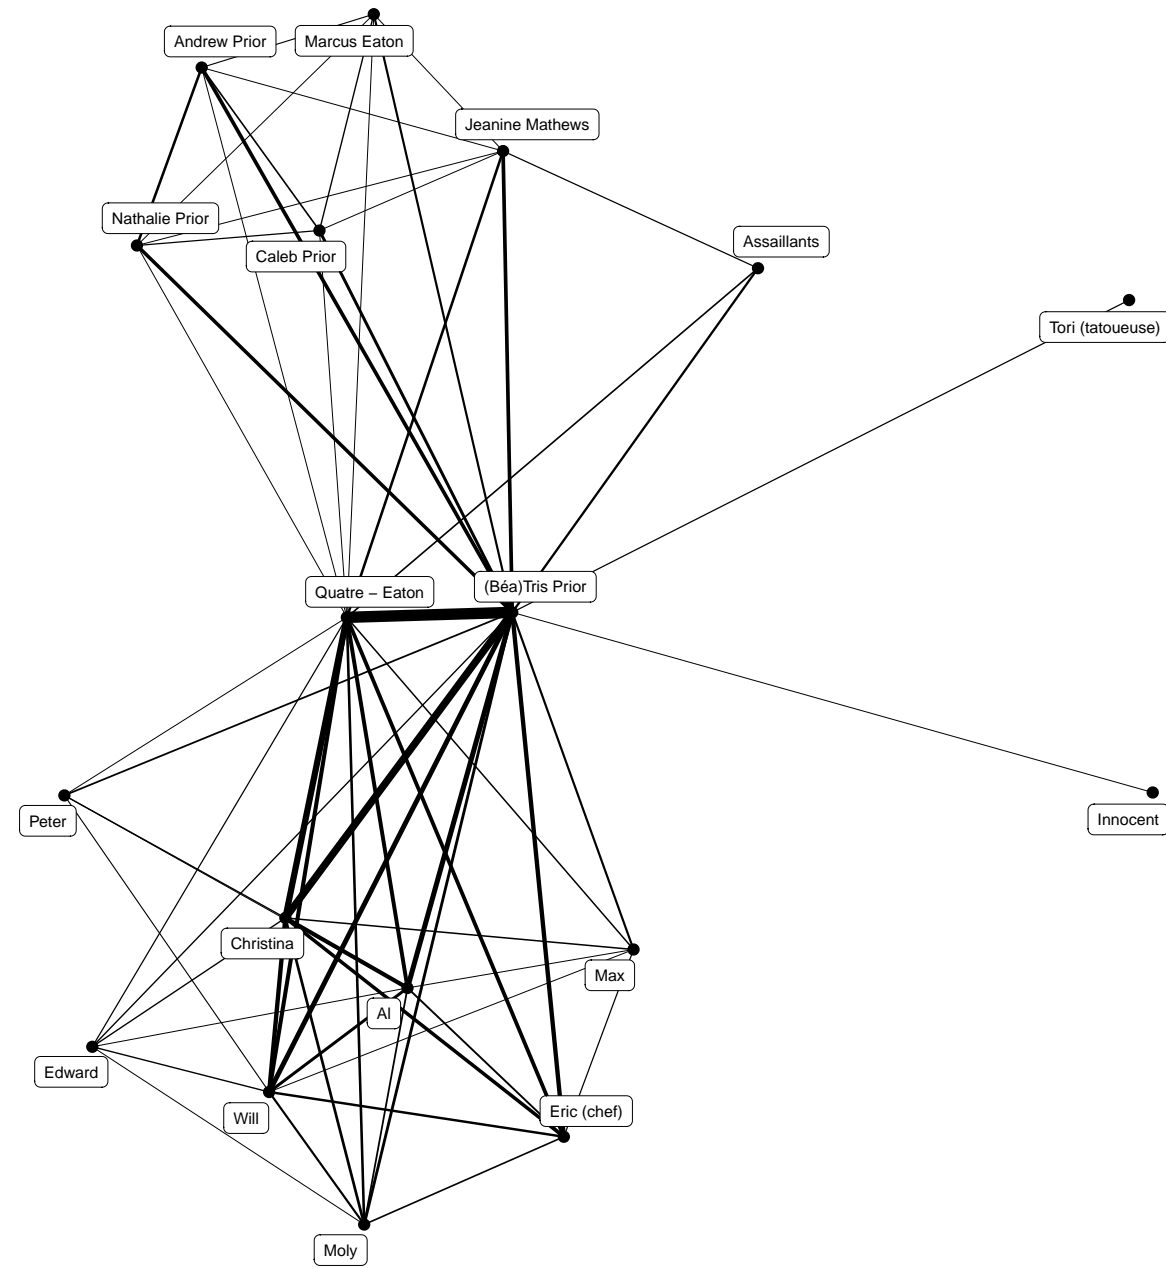 Andrew Prior
Marcus Eaton
Jeanine Mathews
Nathalie Prior
Caleb Prior
Assaillants
Tori (tatoueuse)
Quatre – Eaton
(Béa)Tris Prior
Peter
Innocent
Christina
Max
Al
Edward
Will
Eric (chef)
Moly